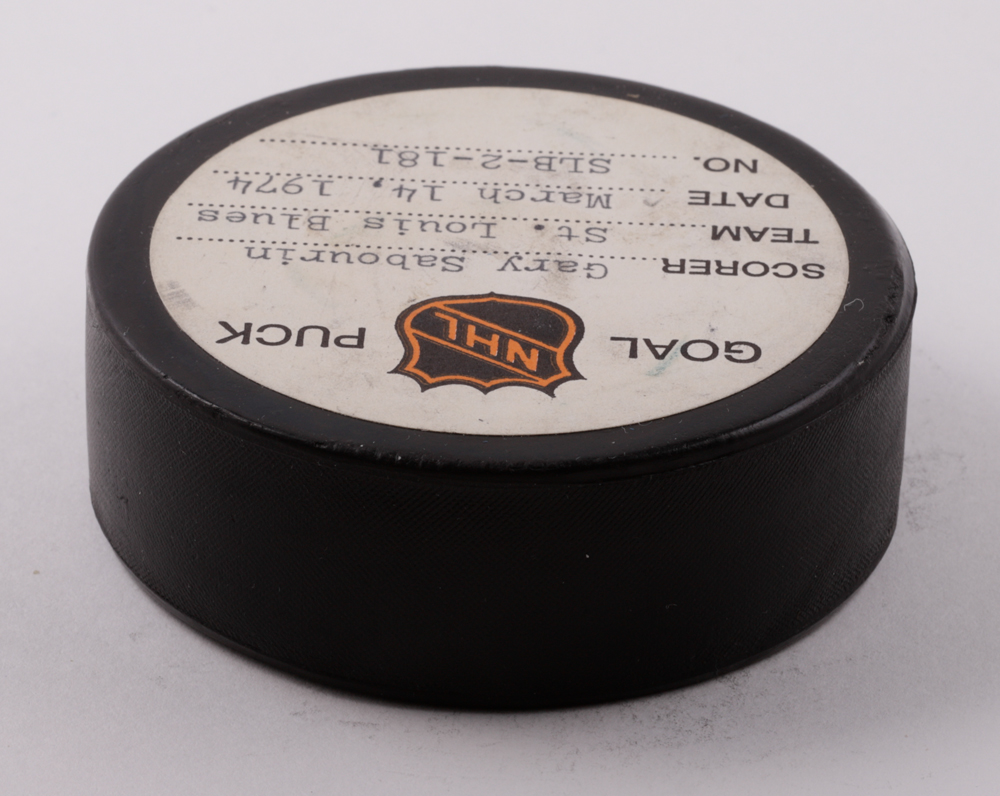 GOAL NHL PUCK
SCORER Gary Sabourin
TEAM St. Louis Blues
DATE March 14, 1974
NO. SLB-2-181